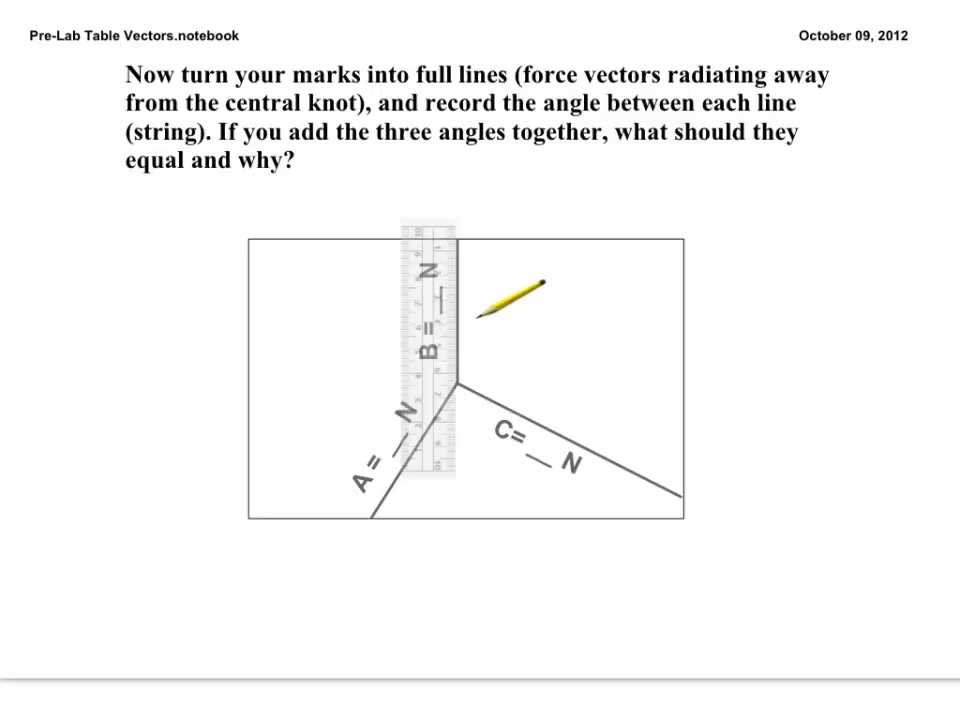 Pre-Lab Table Vectors.notebook
October 09, 2012
Now turn your marks into full lines (force vectors radiating away
from the central knot), and record the angle between each line
(string). If you add the three angles together, what should they
equal and why?
B = __ N
A = __ N
C= __ N